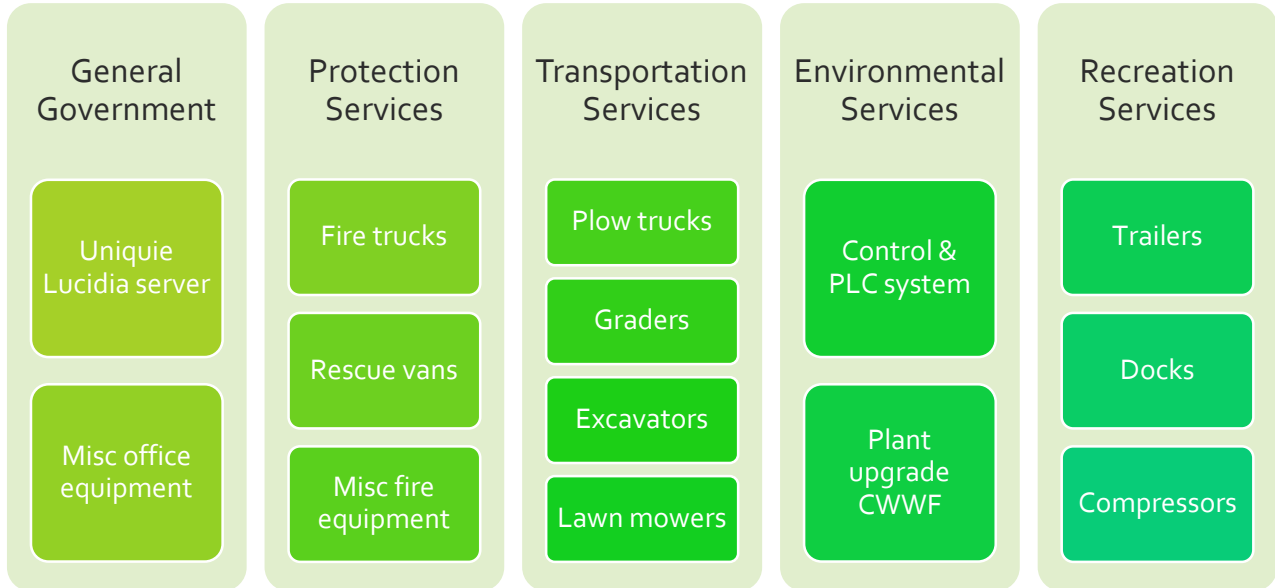 General
Government
Uniquie
Lucidia server
Misc office
equipment
Protection
Services
Fire trucks
Rescue vans
Misc fire
equipment
Transportation
Services
Plow trucks
Graders
Excavators
Lawn mowers
Environmental
Services
Control &
PLC system
Plant
upgrade
CWWF
Recreation
Services
Trailers
Docks
Compressors